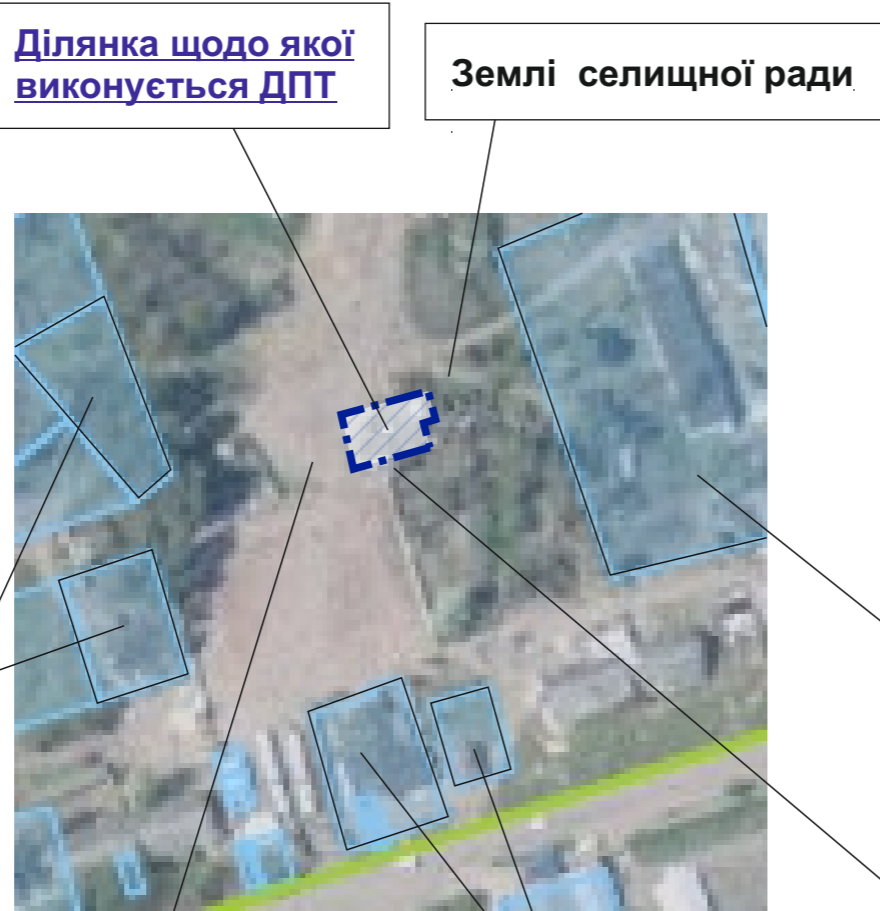 Ділянка щодо якої
виконується ДПТ
Землі селищної ради